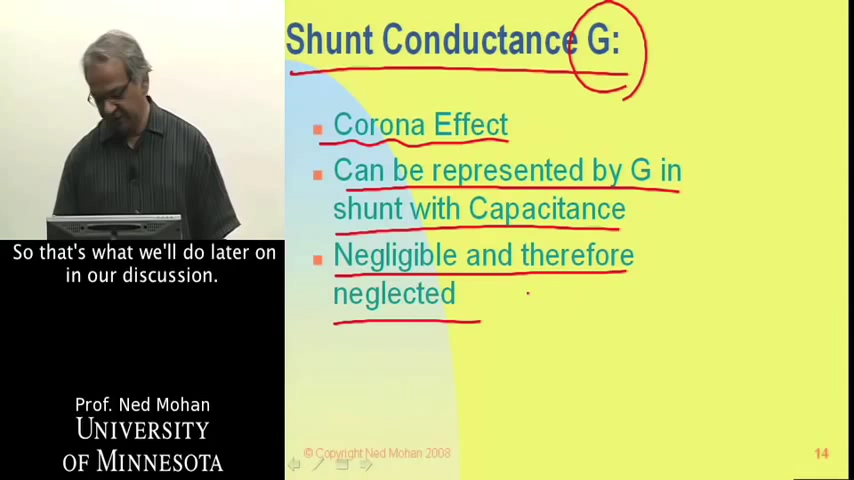 Shunt Conductance G:
Corona Effect
Can be represented by G in
shunt with Capacitance
Negligible and therefore
neglected
So that's what we'll do later on
in our discussion.
Prof. Ned Mohan
UNIVERSITY
OF MINNESOTA
© Copyright Ned Mohan 2008
14